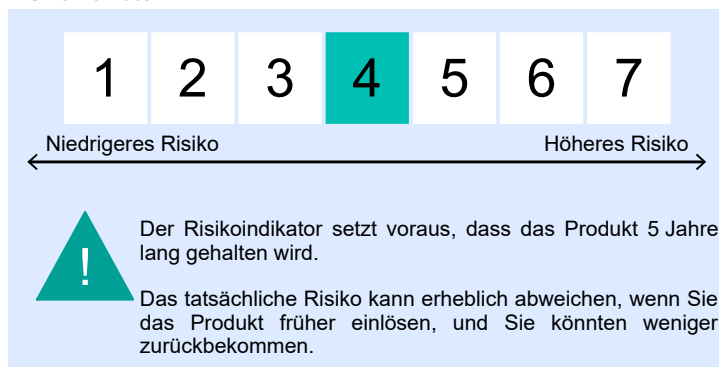 1 2 3 4 5 6 7
Niedrigeres Risiko Höheres Risiko
!
Der Risikoindikator setzt voraus, dass das Produkt 5 Jahre
lang gehalten wird.
Das tatsächliche Risiko kann erheblich abweichen, wenn Sie
das Produkt früher einlösen, und Sie könnten weniger
zurückbekommen.